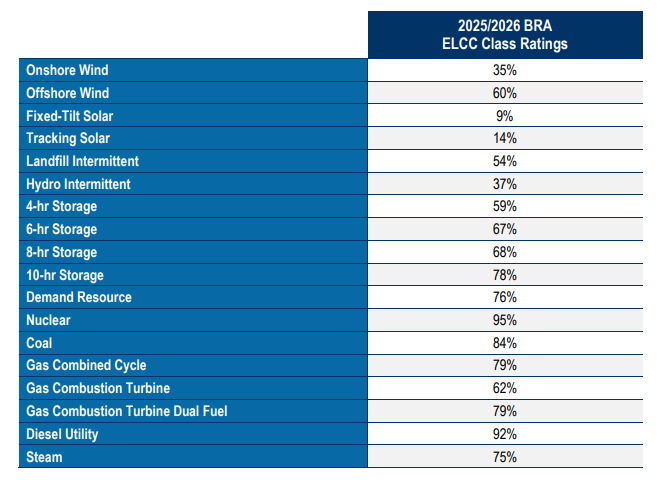 2025/2026 BRA
ELCC Class Ratings
Onshore Wind 35%
Offshore Wind 60%
Fixed-Tilt Solar 9%
Tracking Solar 14%
Landfill Intermittent 54%
Hydro Intermittent 37%
4-hr Storage 59%
6-hr Storage 67%
8-hr Storage 68%
10-hr Storage 78%
Demand Resource 76%
Nuclear 95%
Coal 84%
Gas Combined Cycle 79%
Gas Combustion Turbine 62%
Gas Combustion Turbine Dual Fuel 79%
Diesel Utility 92%
Steam 75%